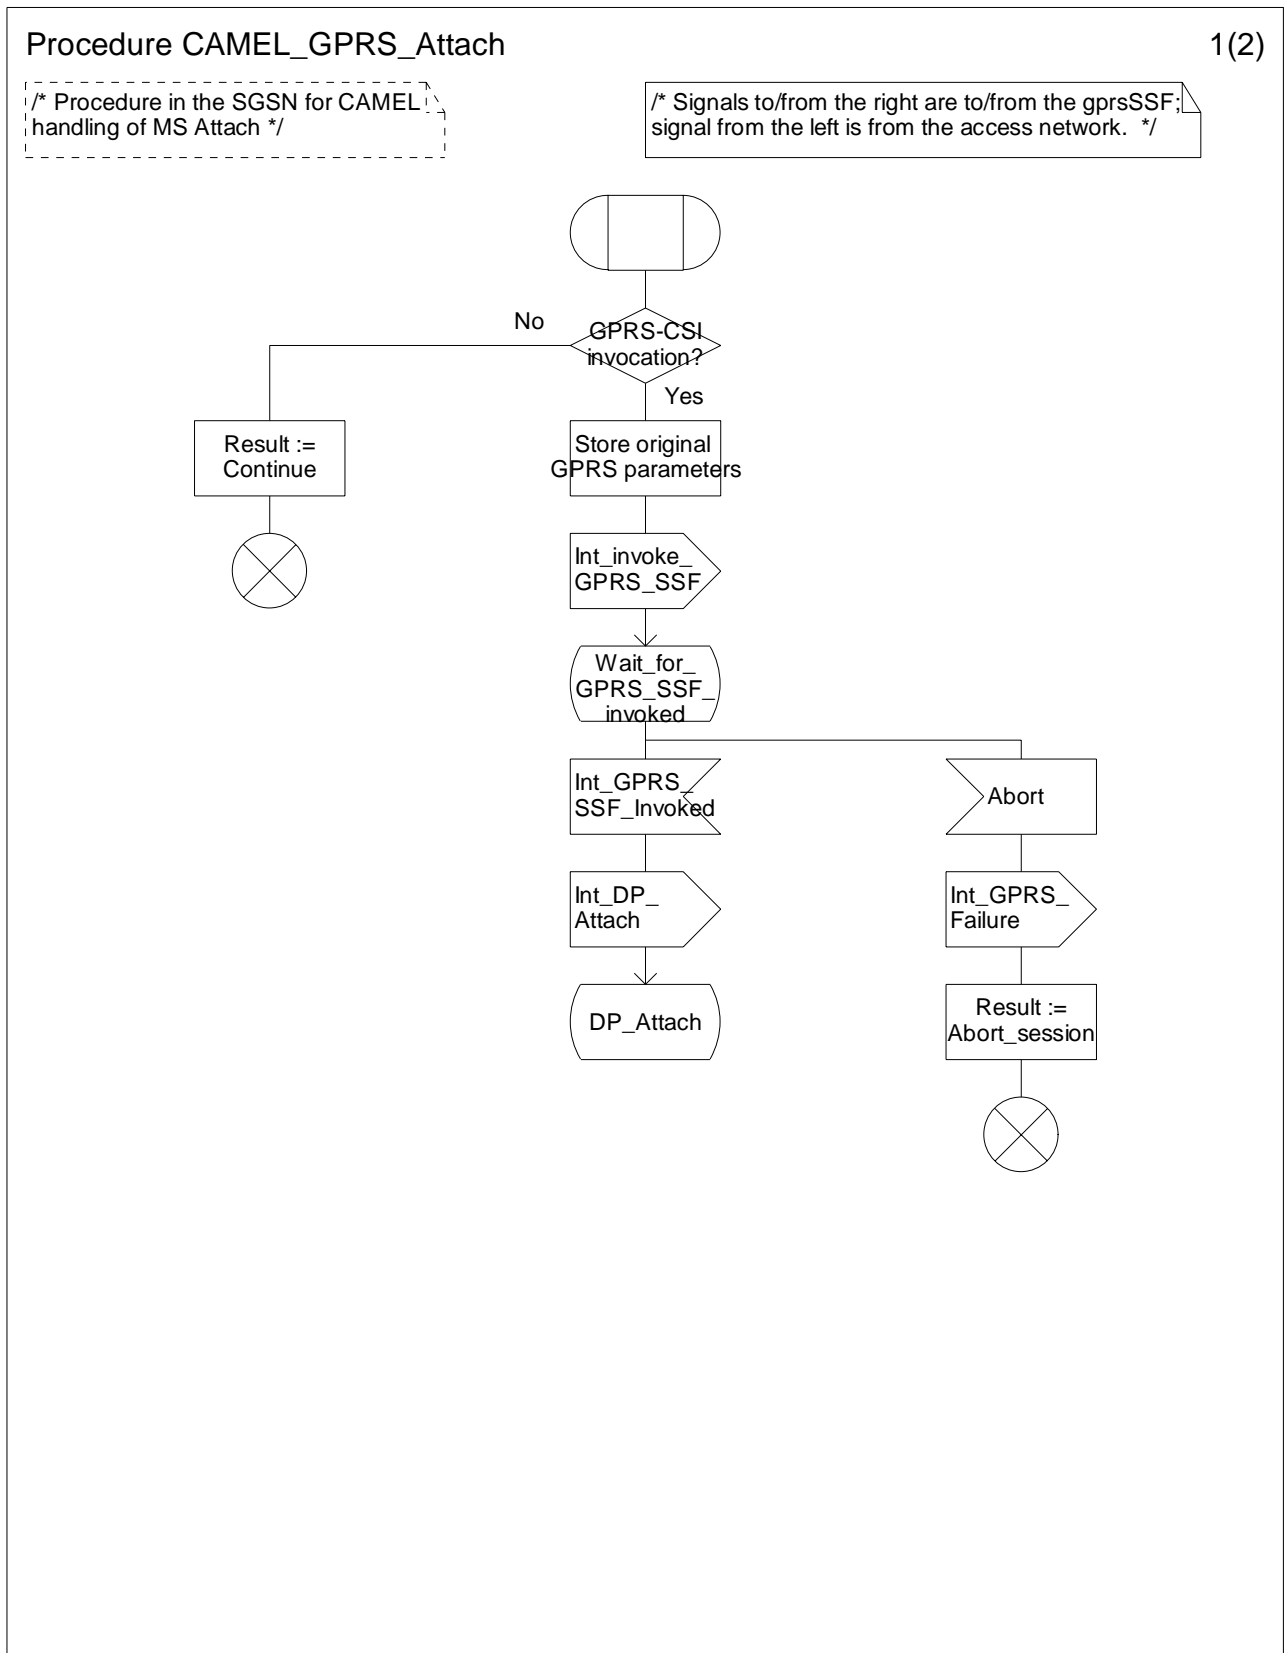 Procedure CAMEL_GPRS_Attach
1(2)
/* Procedure in the SGSN for CAMEL
handling of MS Attach */
/* Signals to/from the right are to/from the gprsSSF;
signal from the left is from the access network.  */
GPRS-CSI
invocation?
No
Yes
Result :=
Continue
Store original
GPRS parameters
Int_invoke_
GPRS_SSF
Wait_for_
GPRS_SSF_
invoked
Int_GPRS_
SSF_Invoked
Abort
Int_DP_
Attach
Int_GPRS_
Failure
DP_Attach
Result :=
Abort_session